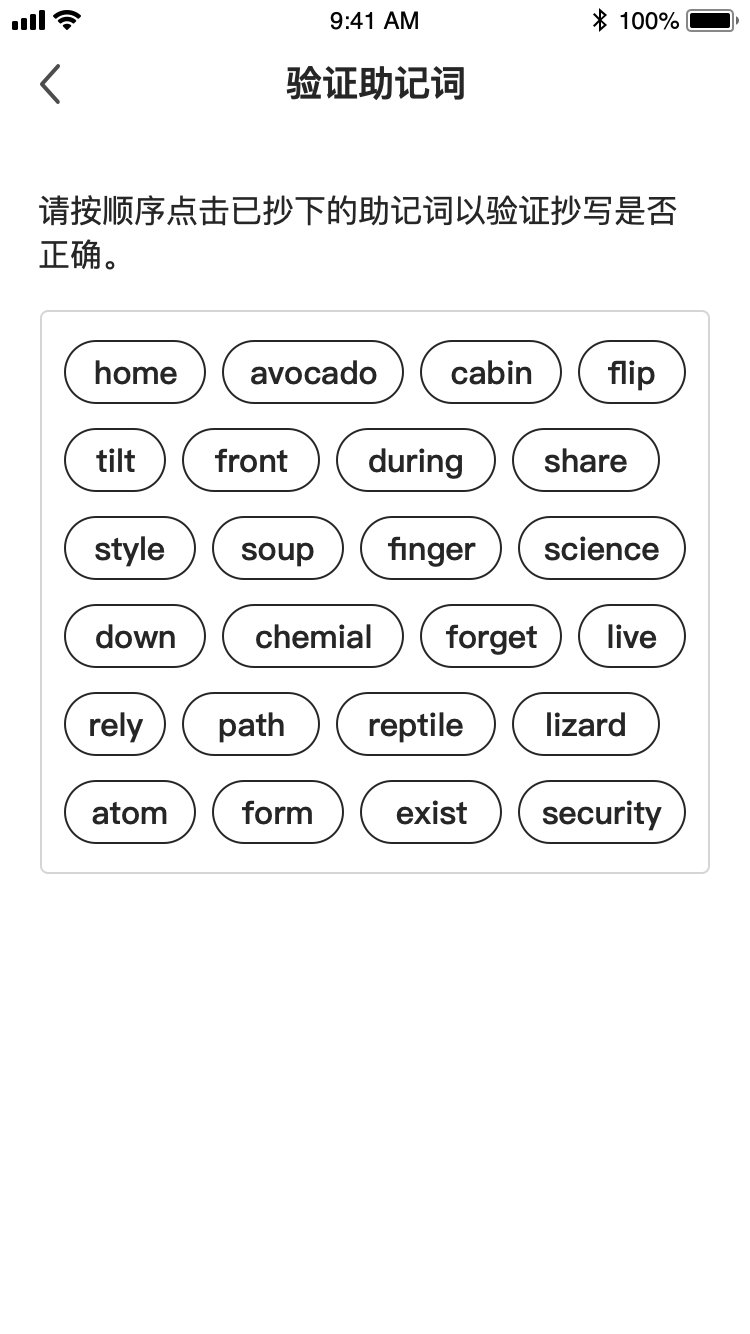 9:41 AM 100%
验证助记词
请按顺序点击已抄下的助记词以验证抄写是否
正确。
home avocado cabin flip
tilt front during share
style soup finger science
down chemial forget live
rely path reptile lizard
atom form exist security